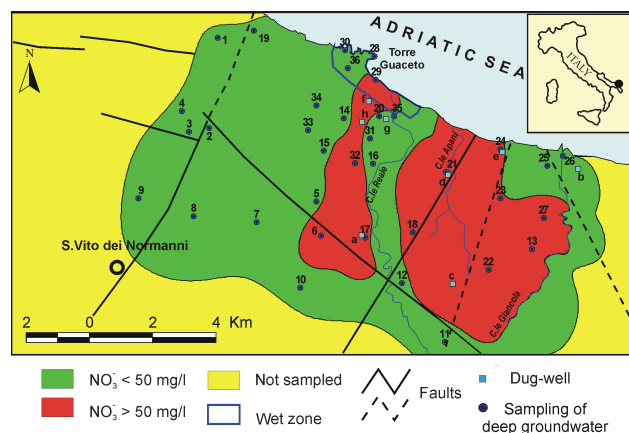 ADRIATIC SEA
ITALY
N
Torre
Guaceto
1
19
30
28
36
29
34
4
14
f
h
20
35
g
3
2
33
31
15
32
16
C.le Reale
C.le Apani
21
d
24
e
25
26
b
9
8
7
5
6
a
17
18
23
27
13
22
c
12
10
11
C.le Giancola
S.Vito dei Normanni
2 0 2 4 Km
NO₃⁻ < 50 mg/l
NO₃⁻ > 50 mg/l
Not sampled
Wet zone
Faults
Dug-well
Sampling of
deep groundwater